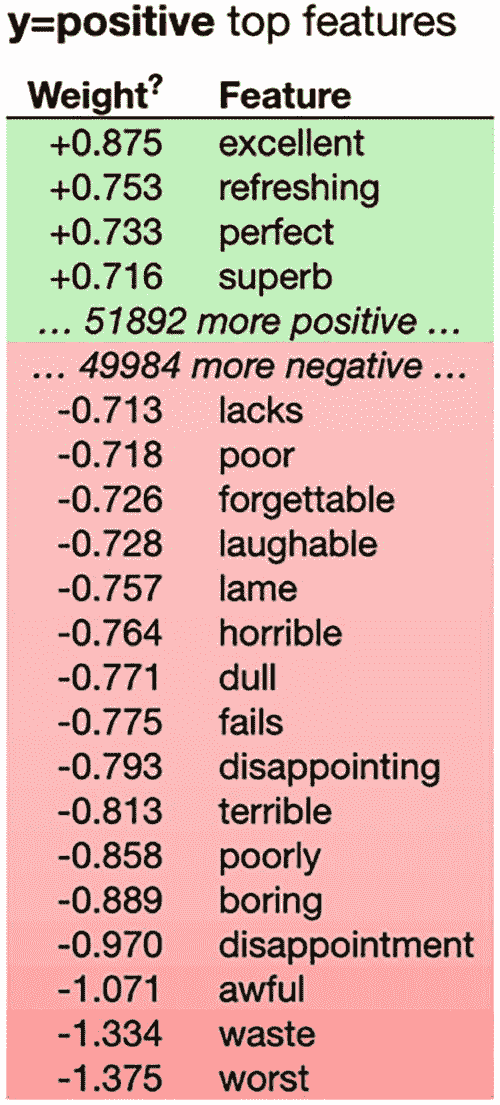 y=positive top features
Weight? Feature
+0.875 excellent
+0.753 refreshing
+0.733 perfect
+0.716 superb
... 51892 more positive ...
... 49984 more negative ...
-0.713 lacks
-0.718 poor
-0.726 forgettable
-0.728 laughable
-0.757 lame
-0.764 horrible
-0.771 dull
-0.775 fails
-0.793 disappointing
-0.813 terrible
-0.858 poorly
-0.889 boring
-0.970 disappointment
-1.071 awful
-1.334 waste
-1.375 worst